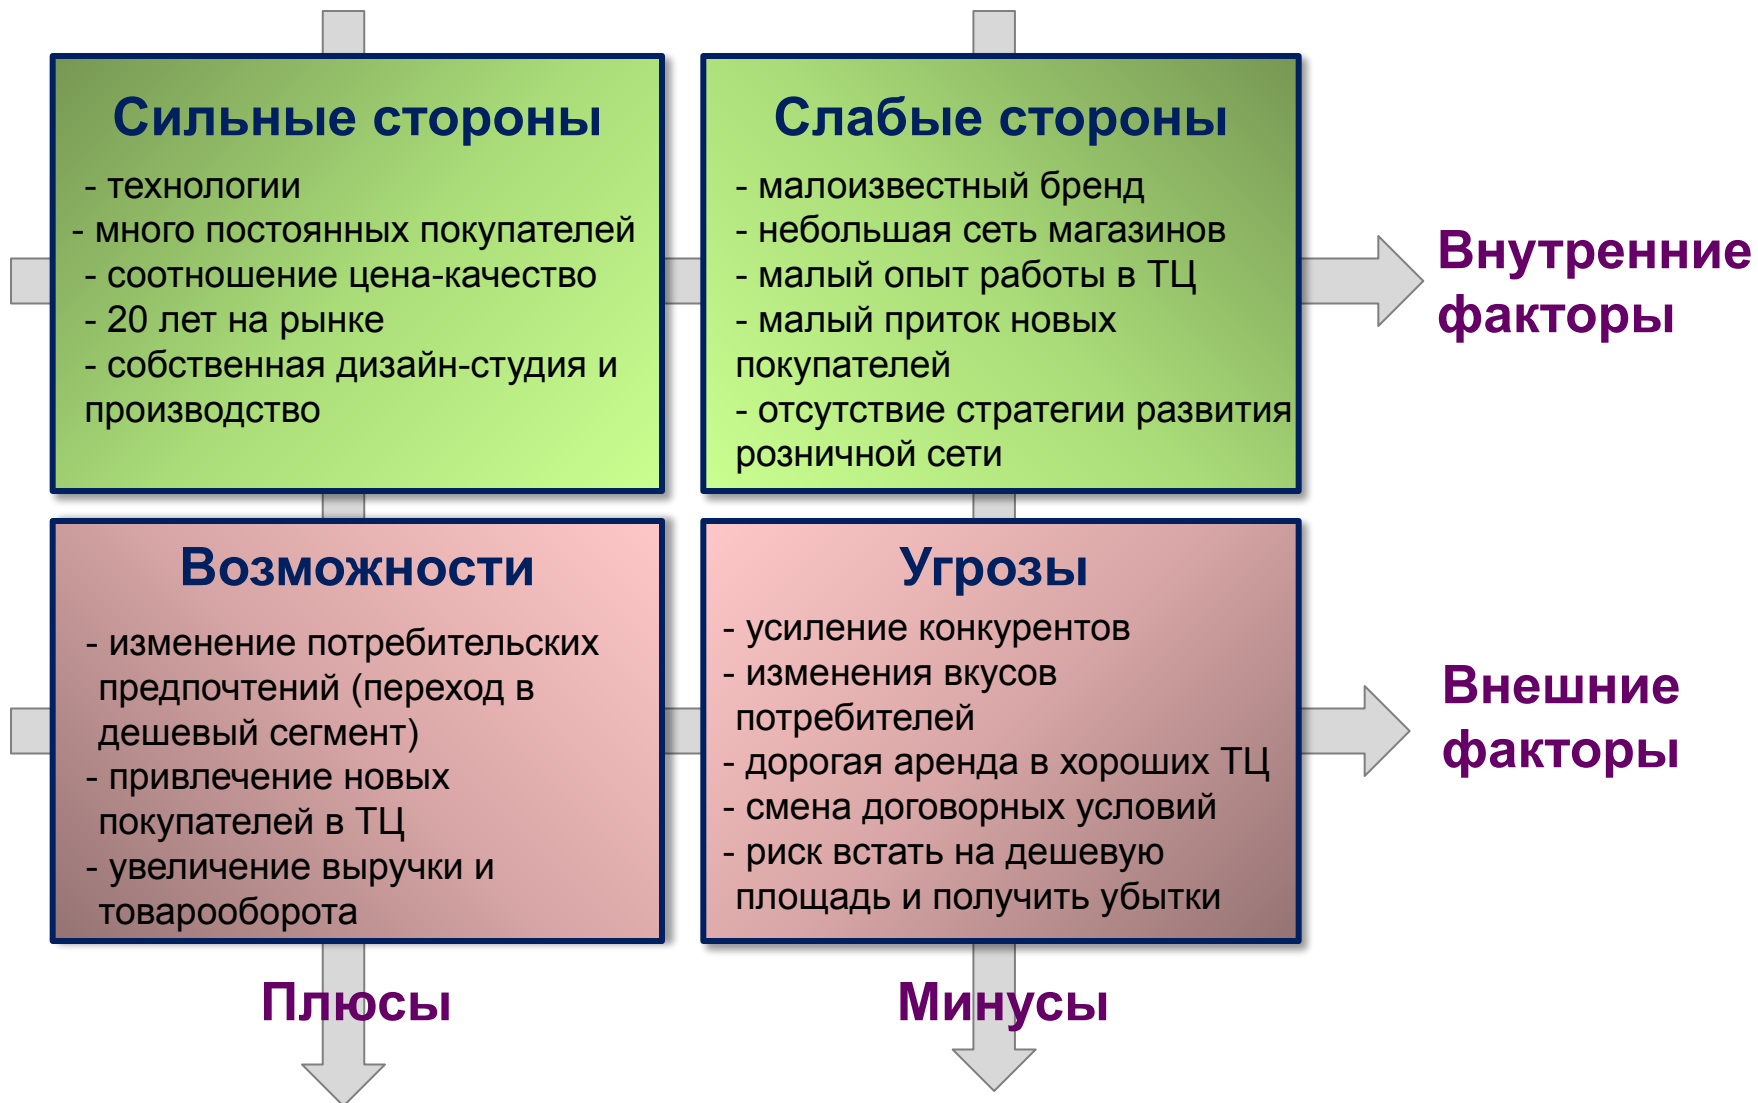 Сильные стороны
- технологии
- много постоянных покупателей
- соотношение цена-качество
- 20 лет на рынке
- собственная дизайн-студия и
производство
Слабые стороны
- малоизвестный бренд
- небольшая сеть магазинов
- малый опыт работы в ТЦ
- малый приток новых
покупателей
- отсутствие стратегии развития
розничной сети
Внутренние
факторы
Возможности
- изменение потребительских
предпочтений (переход в
дешевый сегмент)
- привлечение новых
покупателей в ТЦ
- увеличение выручки и
товарооборота
Угрозы
- усиление конкурентов
- изменения вкусов
потребителей
- дорогая аренда в хороших ТЦ
- смена договорных условий
- риск встать на дешевую
площадь и получить убытки
Внешние
факторы
Плюсы
Минусы